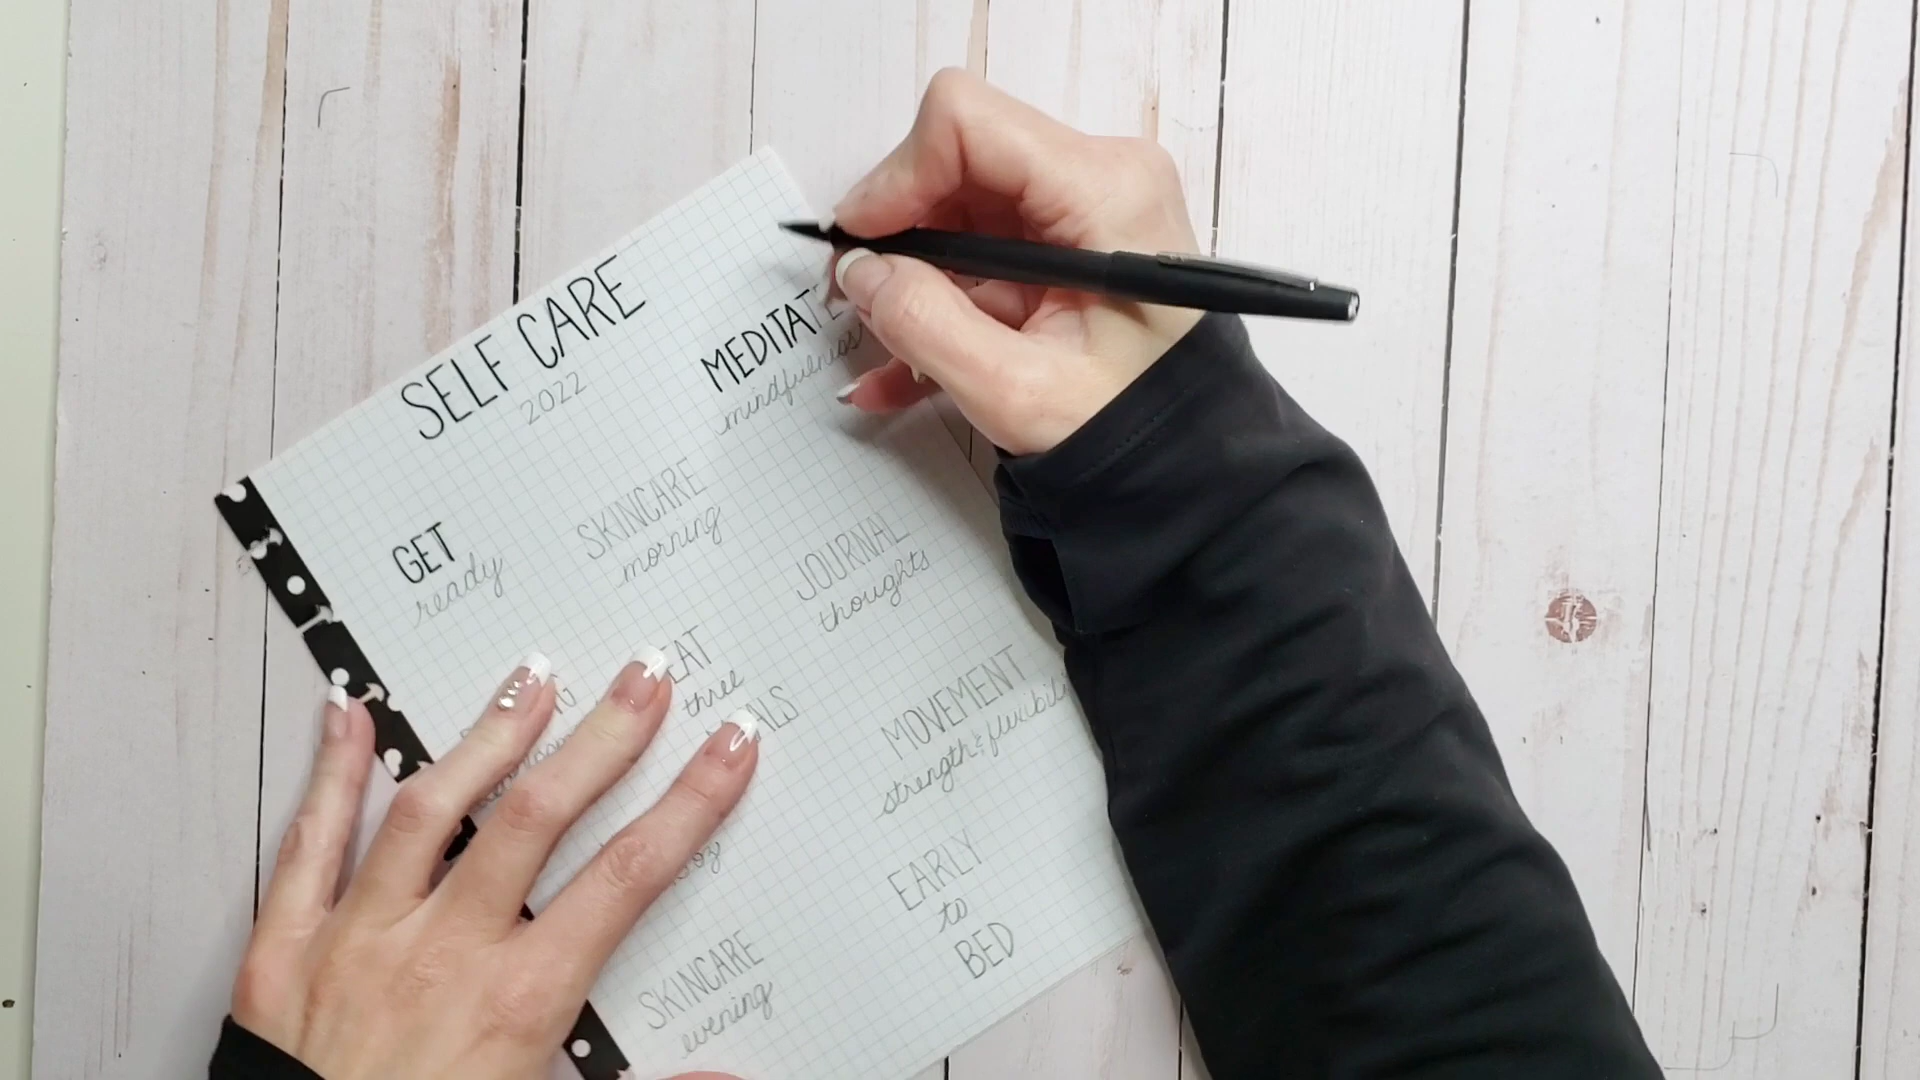 SELF CARE
2022
MEDITATE
mindfulness
GET
ready
SKINCARE
morning
JOURNAL
thoughts
EAT
three
MOVEMENT
strength &
EARLY
to
BED
SKINCARE
evening